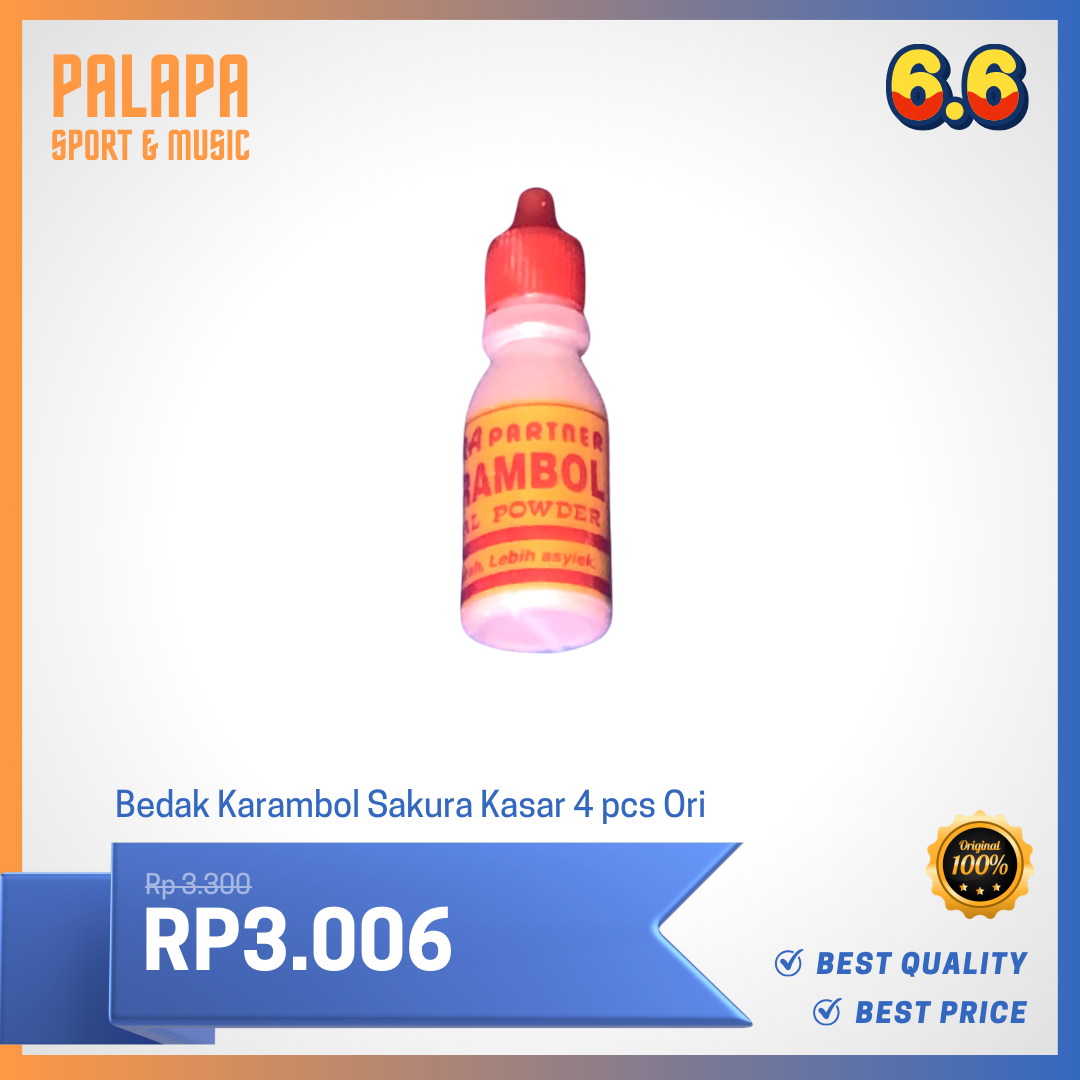 PALAPA
SPORT & MUSIC
6.6
PARTNER
RAMBOL
AL POWDER
Lebih asyiek.
Bedak Karambol Sakura Kasar 4 pcs Ori
Rp 3.300
RP3.006
Original
100%
BEST QUALITY
BEST PRICE